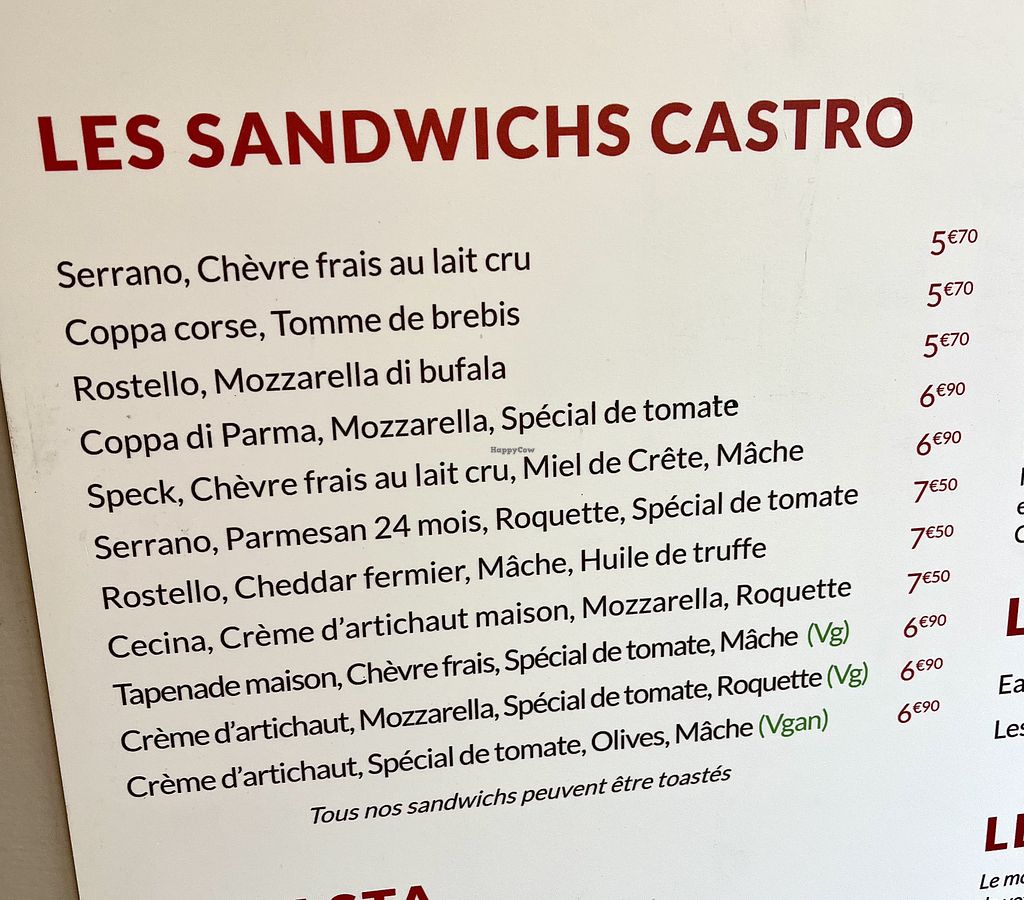 LES SANDWICHS CASTRO
Serrano, Chèvre frais au lait cru 5€70
Coppa corse, Tomme de brebis 5€70
Rostello, Mozzarella di bufala 5€70
Coppa di Parma, Mozzarella, Spécial de tomate 6€90
Speck, Chèvre frais au lait cru, Miel de Crête, Mâche 6€90
Serrano, Parmesan 24 mois, Roquette, Spécial de tomate 7€50
Rostello, Cheddar fermier, Mâche, Huile de truffe 7€50
Cecina, Crème d'artichaut maison, Mozzarella, Roquette 7€50
Tapenade maison, Chèvre frais, Spécial de tomate, Mâche (Vg) 6€90
Crème d'artichaut, Mozzarella, Spécial de tomate, Roquette (Vg) 6€90
Crème d'artichaut, Spécial de tomate, Olives, Mâche (Vgan) 6€90
Tous nos sandwichs peuvent être toastés
HappyCow
Ea
Les
Le mo